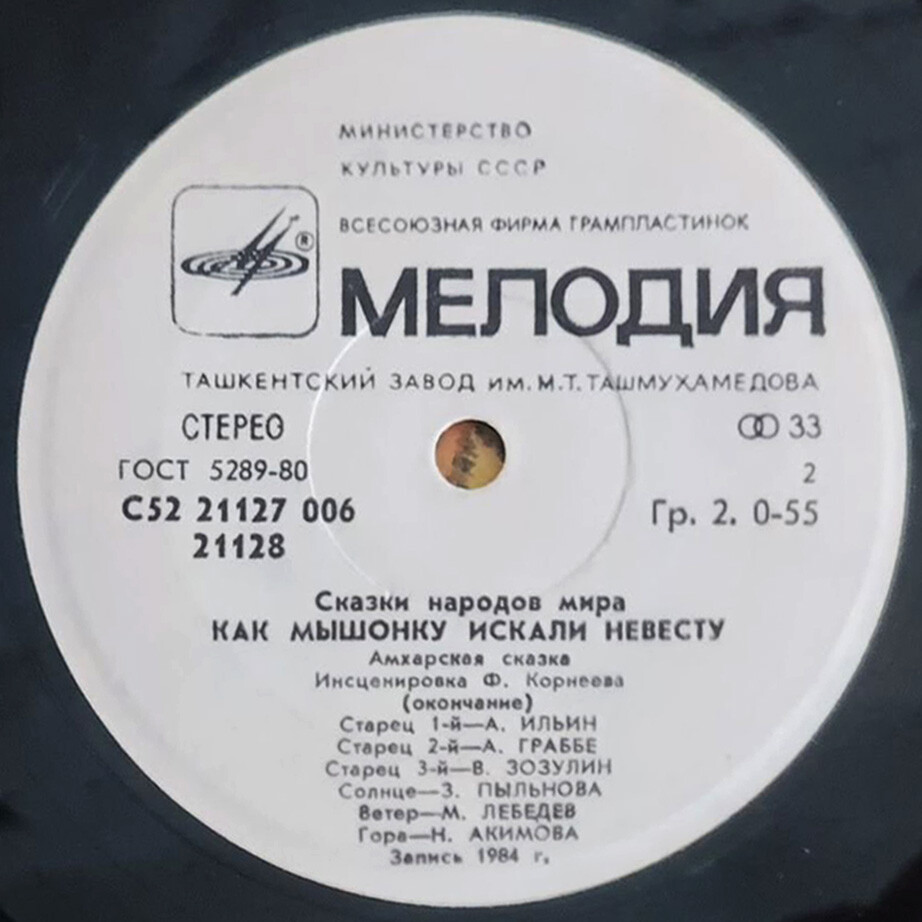 МИНИСТЕРСТВО
КУЛЬТУРЫ СССР
ВСЕСОЮЗНАЯ ФИРМА ГРАМПЛАСТИНОК
®
МЕЛОДИЯ
ТАШКЕНТСКИЙ ЗАВОД ИМ. М.Т. ТАШМУХАМЕДОВА
СТЕРЕО
33
ГОСТ 5289-80
2
С52 21127 006
Гр. 2. 0-55
21128
Сказки народов мира
КАК МЫШОНКУ ИСКАЛИ НЕВЕСТУ
Амхарская сказка
Инсценировка Ф. Корнеева
(окончание)
Старец 1-й—А. ИЛЬИН
Старец 2-й—А. ГРАББЕ
Старец 3-й—В. ЗОЗУЛИН
Солнце—З. ПЫЛЬНОВА
Ветер—М. ЛЕБЕДЕВ
Гора—Н. АКИМОВА
Запись 1984 г.